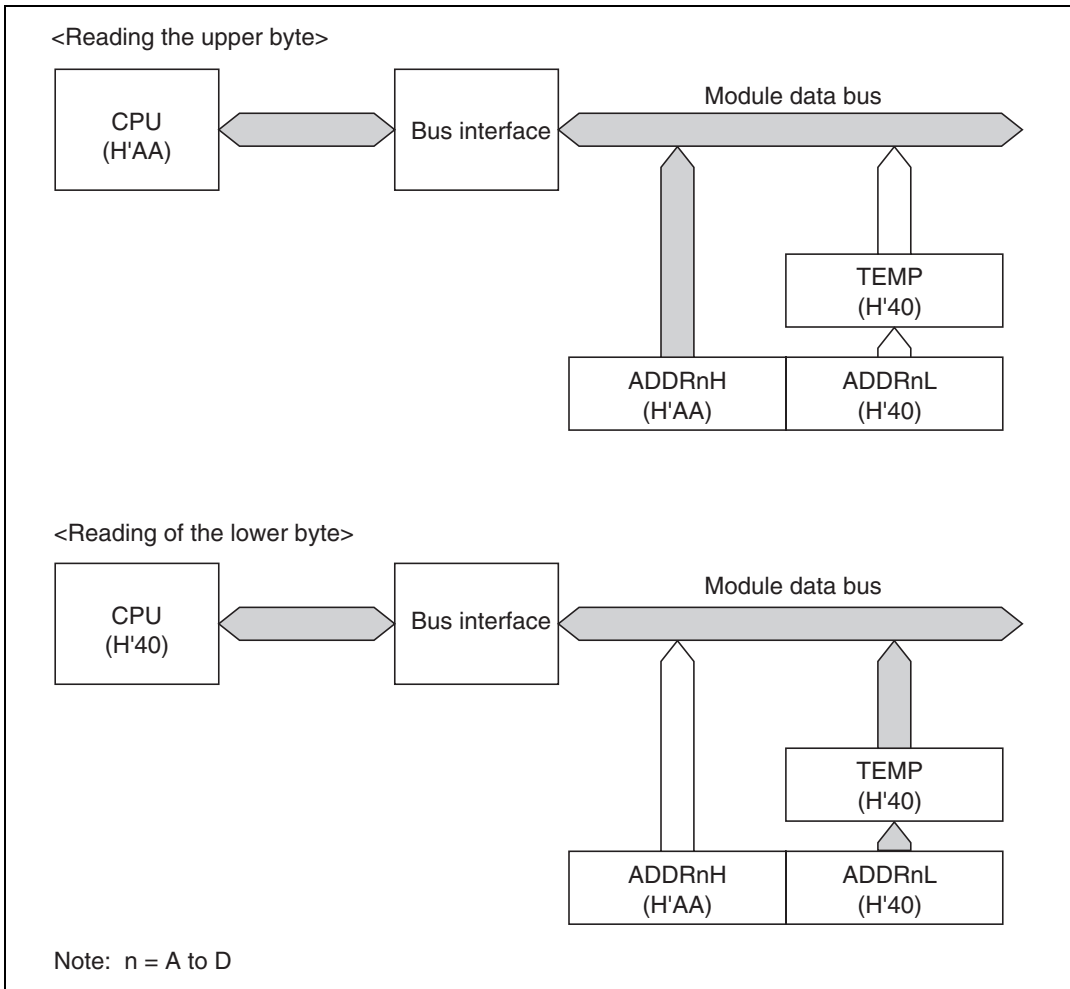 <Reading the upper byte>
CPU
(H'AA)
Bus interface
Module data bus
TEMP
(H'40)
ADDRnH
(H'AA)
ADDRnL
(H'40)
<Reading of the lower byte>
CPU
(H'40)
Bus interface
Module data bus
TEMP
(H'40)
ADDRnH
(H'AA)
ADDRnL
(H'40)
Note:  n = A to D